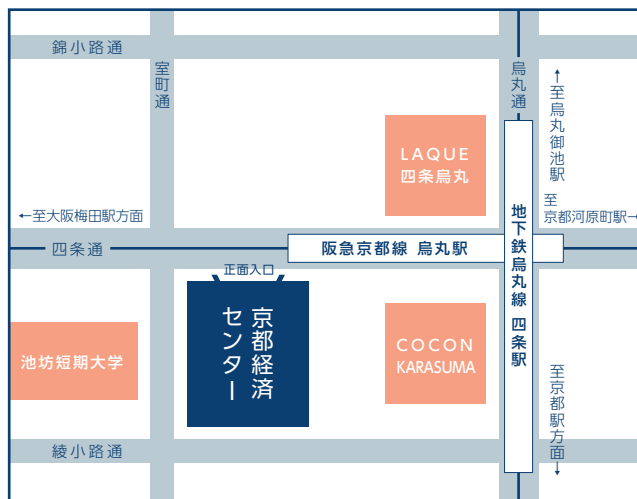 錦小路通
室町通
烏丸通
←至烏丸御池駅
LAQUE
四条烏丸
←至大阪梅田駅方面
至
京都河原町駅→
四条通
阪急京都線 烏丸駅
地下鉄烏丸線 四条駅
正面入口
京都経済
センター
池坊短期大学
COCON
KARASUMA
至京都駅方面→
綾小路通